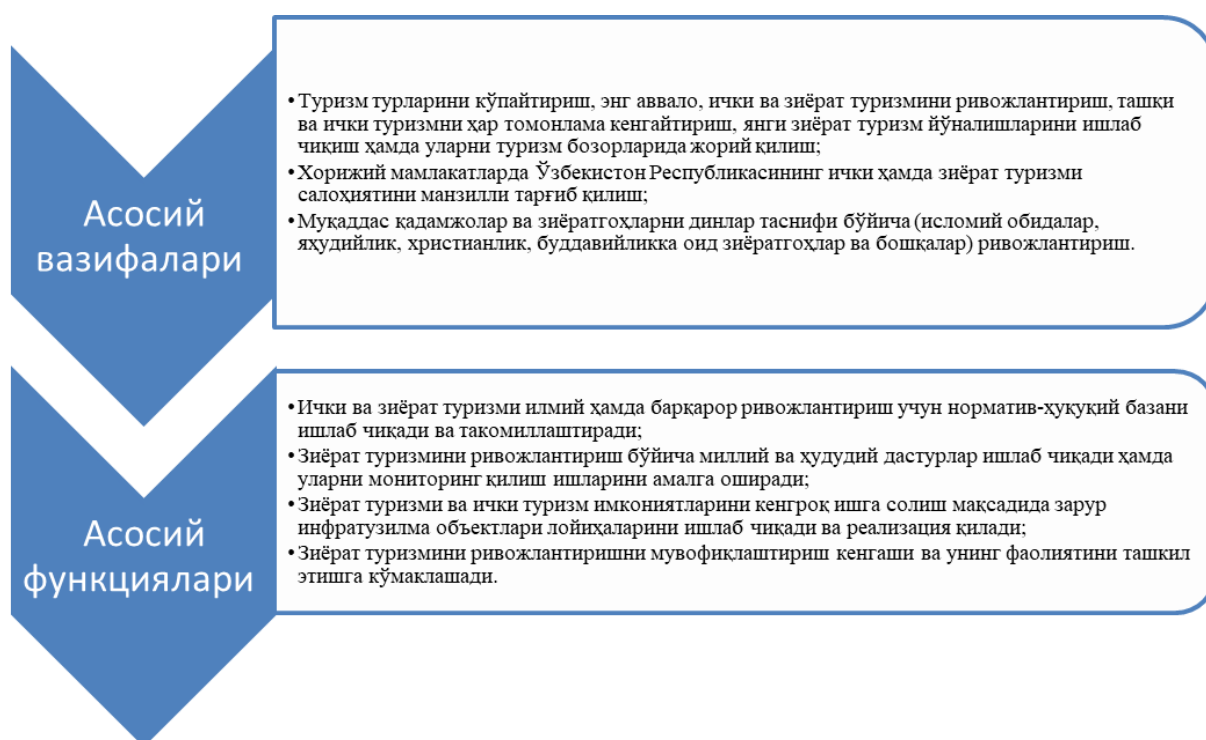 Асосий
вазифалари
•Туризм турларини кўпайтириш, энг аввало, ички ва зиёрат туризмини ривожлантириш, ташқи
ва ички туризмни ҳар томонлама кенгайтириш, янги зиёрат туризм йўналишларини ишлаб
чиқиш ҳамда уларни туризм бозорларида жорий қилиш;
•Хорижий мамлакатларда Ўзбекистон Республикасининг ички ҳамда зиёрат туризми
салоҳиятини манзилли тарғиб қилиш;
•Муқаддас қадамжолар ва зиёратгоҳларни динлар таснифи бўйича (исломий обидалар,
яҳудийлик, христианлик, буддавийликка оид зиёратгоҳлар ва бошқалар) ривожлантириш.
Асосий
функциялари
•Ички ва зиёрат туризми илмий ҳамда барқарор ривожлантириш учун норматив-ҳуқуқий базани
ишлаб чиқади ва такомиллаштиради;
•Зиёрат туризмини ривожлантириш бўйича миллий ва ҳудудий дастурлар ишлаб чиқади ҳамда
уларни мониторинг қилиш ишларини амалга оширади;
•Зиёрат туризми ва ички туризм имкониятларини кенгроқ ишга солиш мақсадида зарур
инфратузилма объектлари лойиҳаларини ишлаб чиқади ва реализация қилади;
•Зиёрат туризмини ривожлантиришни мувофиқлаштириш кенгаши ва унинг фаолиятини ташкил
этишга кўмаклашади.